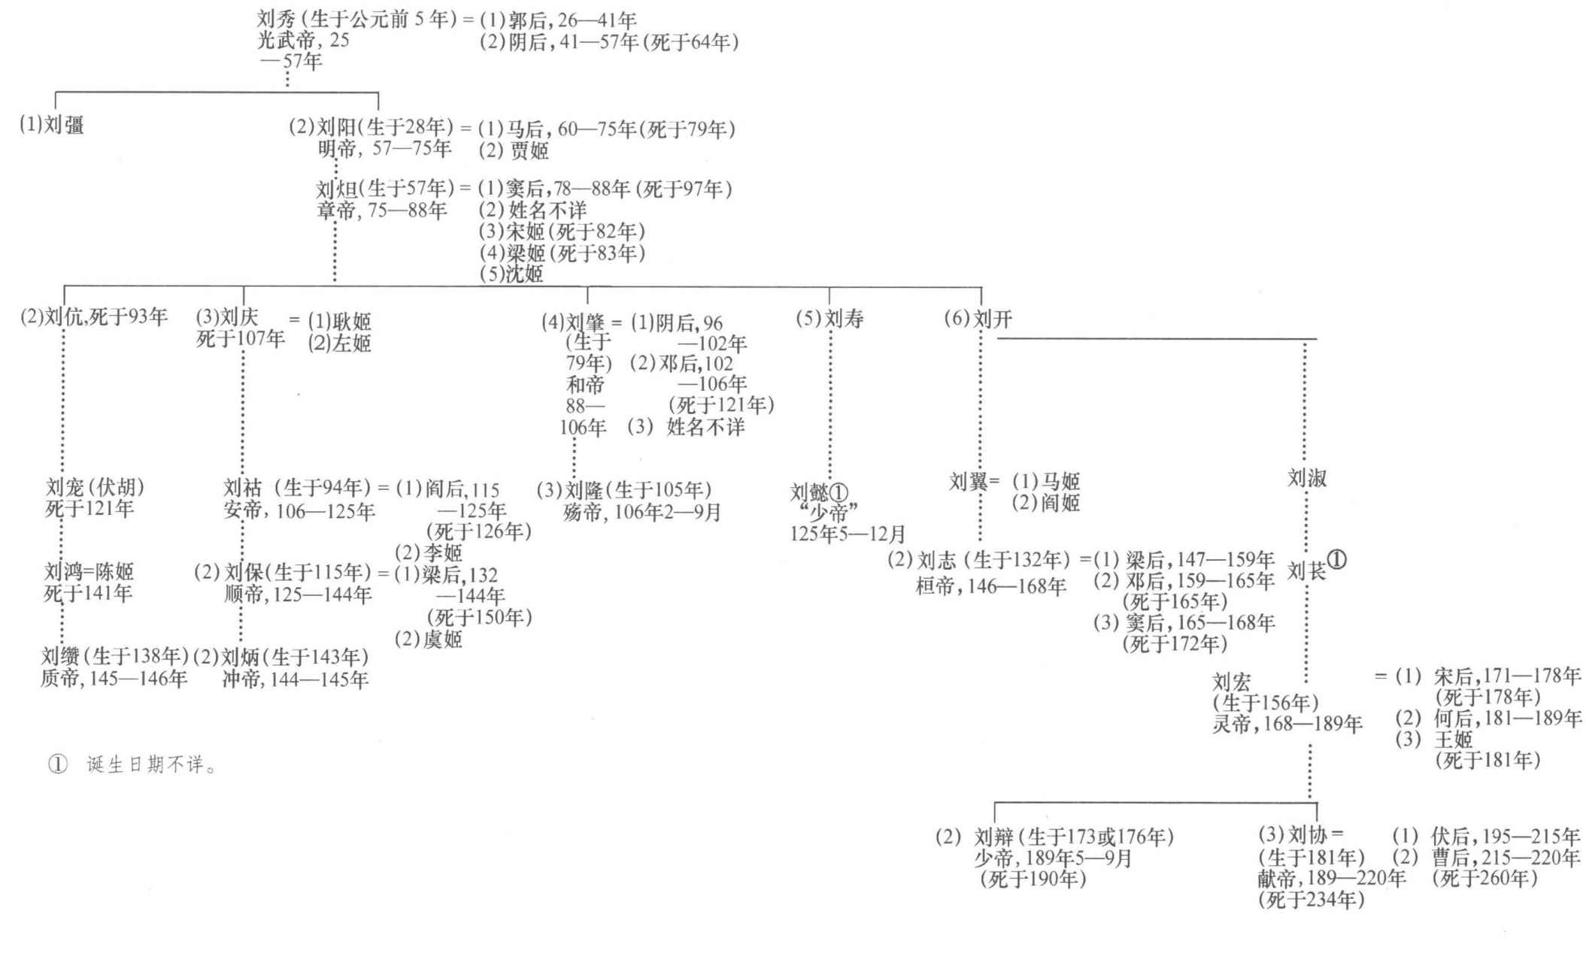 刘秀(生于公元前5年)=(1)郭后,26—41年
光武帝,25 (2)阴后,41—57年(死于64年)
—57年
(1)刘彊
(2)刘阳(生于28年)=(1)马后,60—75年(死于79年)
明帝,57—75年 (2)贾姬
刘炟(生于57年)=(1)窦后,78—88年(死于97年)
章帝,75—88年 (2)姓名不详
(3)宋姬(死于82年)
(4)梁姬(死于83年)
(5)沈姬
(2)刘伉,死于93年
(3)刘庆 =(1)耿姬
死于107年 (2)左姬
(4)刘肇=(1)阴后,96
(生于 —102年
79年) (2)邓后,102
和帝 —106年
88— (死于121年)
106年 (3) 姓名不详
(5)刘寿
(6)刘开
刘宠(伏胡)
死于121年
刘祜 (生于94年)=(1)阎后,115
安帝,106—125年 —125年
(死于126年)
(2)李姬
(3)刘隆(生于105年)
殇帝,106年2—9月
刘懿①
“少帝”
125年5—12月
刘翼=(1)马姬
(2)阎姬
刘淑
刘鸿=陈姬
死于141年
(2)刘保(生于115年)=(1)梁后,132
顺帝,125—144年 —144年
(死于150年)
(2)虞姬
(2)刘志(生于132年)=(1)梁后,147—159年
桓帝,146—168年 (2)邓后,159—165年
(死于165年)
(3)窦后,165—168年
(死于172年)
刘苌①
刘缵(生于138年)
质帝,145—146年
(2)刘炳(生于143年)
冲帝,144—145年
刘宏 =(1) 宋后,171—178年
(生于156年) (死于178年)
灵帝,168—189年 (2) 何后,181—189年
(3) 王姬
(死于181年)
① 诞生日期不详。
(2) 刘辩(生于173或176年)
少帝,189年5—9月
(死于190年)
(3)刘协= (1) 伏后,195—215年
(生于181年) (2) 曹后,215—220年
献帝,189—220年 (死于260年)
(死于234年)